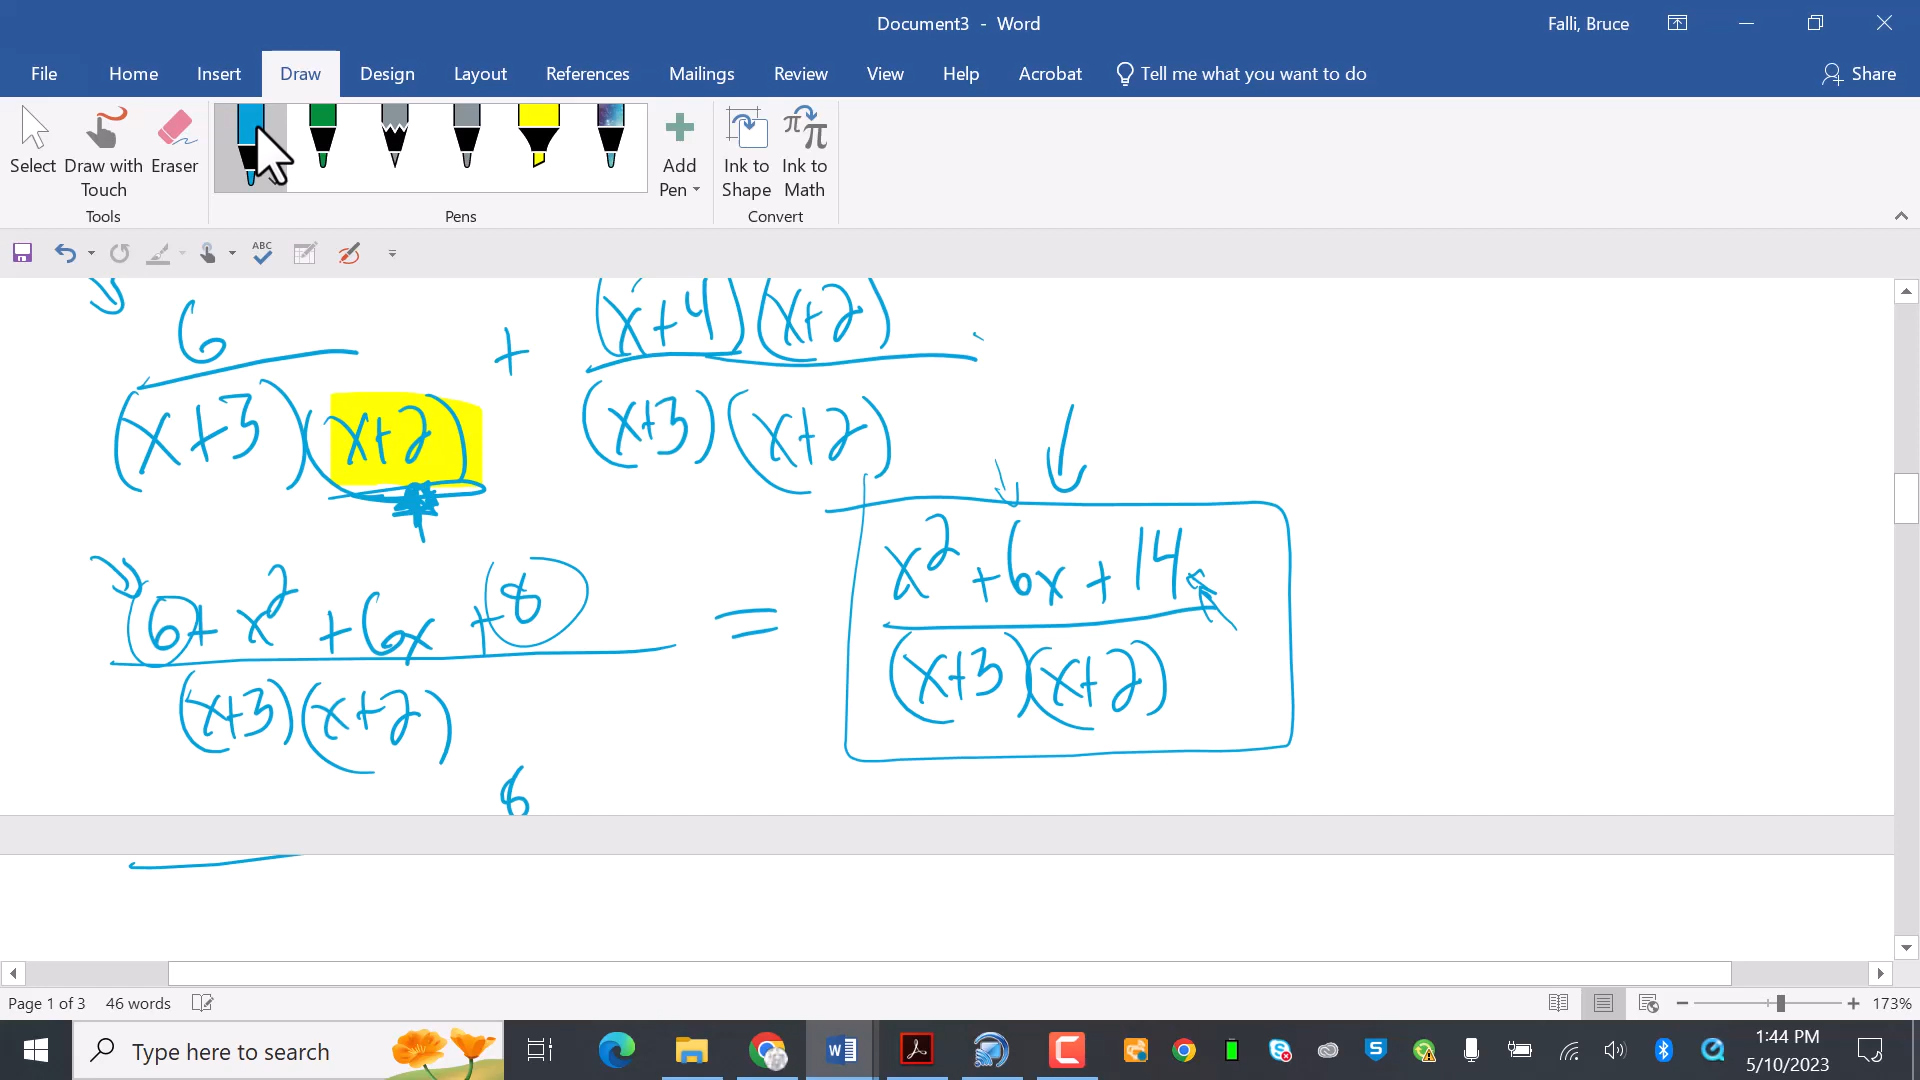 Document3 - Word
Falli, Bruce
File Home Insert Draw Design Layout References Mailings Review View Help Acrobat Tell me what you want to do Share
Select Draw with Touch Eraser Add Pen Ink to Shape Ink to Math
Tools Pens Convert
ABC
6 + (x+4)(x+2)
(x+3)(x+2) (x+3)(x+2)
6 + x² + 6x + 8 = x² + 6x + 14
(x+3)(x+2) (x+3)(x+2)
6
Page 1 of 3 46 words 173%
Type here to search
1:44 PM
5/10/2023